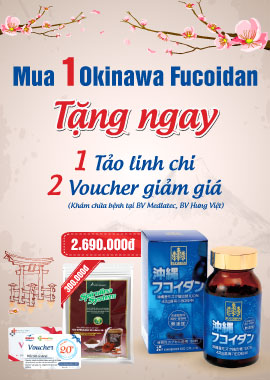 Mua 1 Okinawa Fucoidan
Tặng ngay
1 Tảo linh chi
2 Voucher giảm giá
(Khám chữa bệnh tại BV Medlatec, BV Hưng Việt)
2.690.000đ
300.000đ
沖縄
フコイダン
沖縄
フコイダン
Voucher
20%